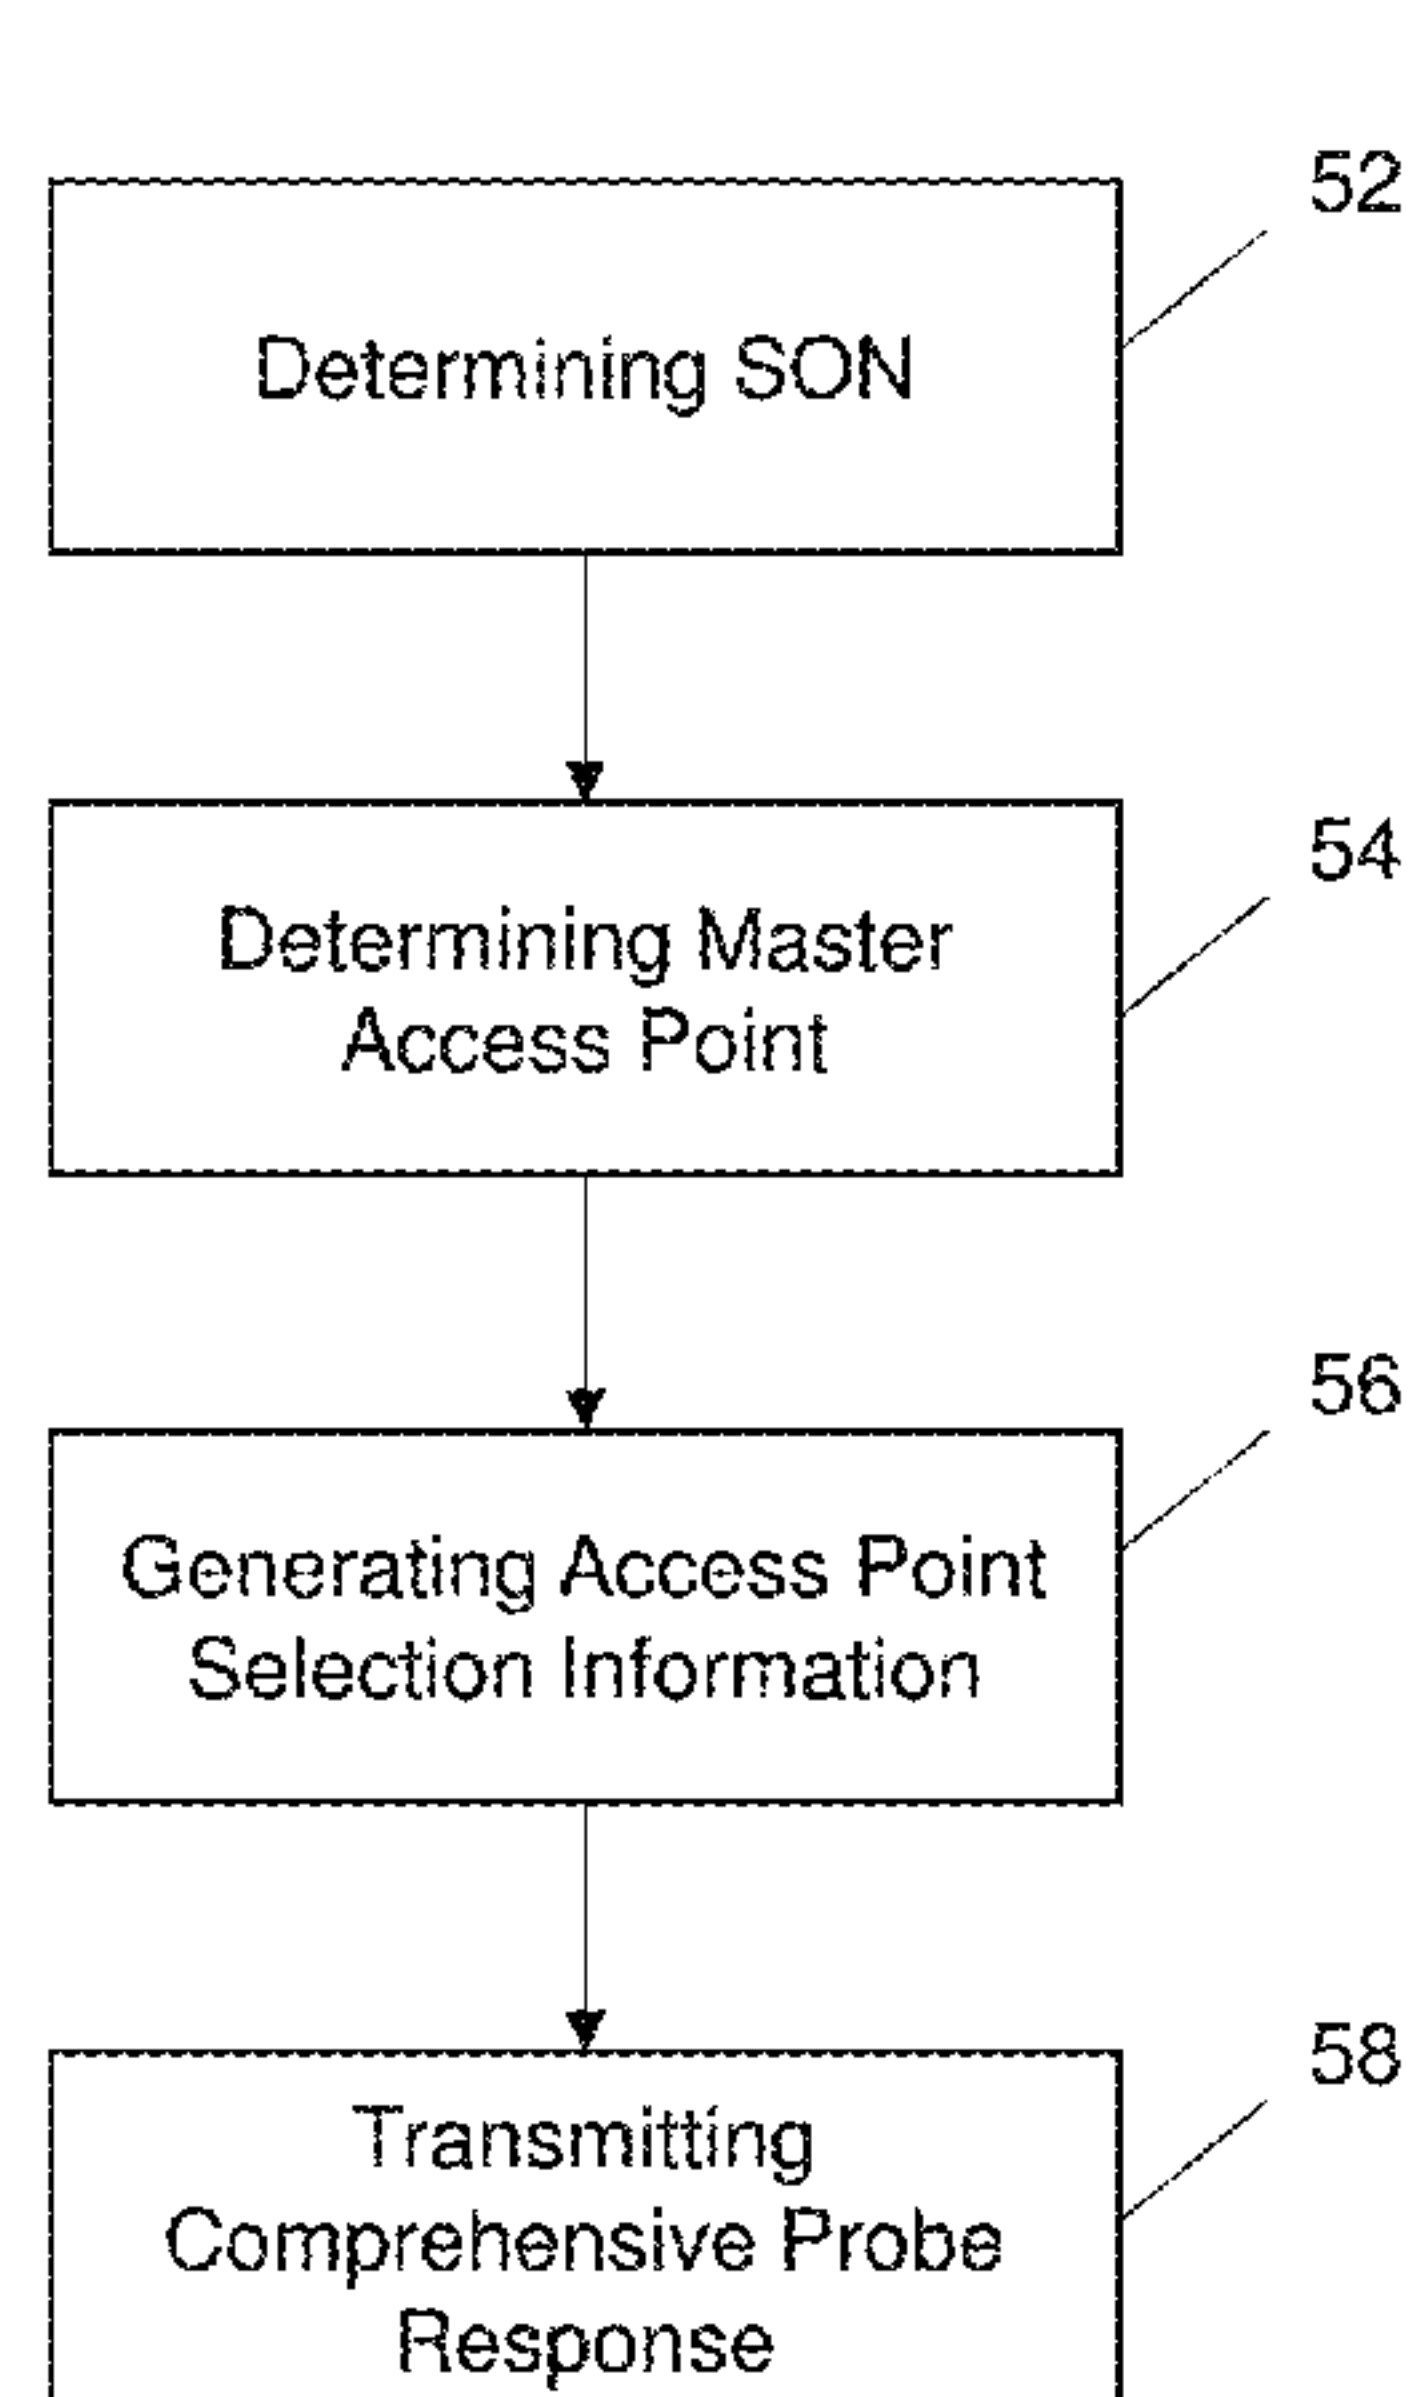 52
Determining SON
54
Determining Master
Access Point
56
Generating Access Point
Selection Information
58
Transmitting
Comprehensive Probe
Response